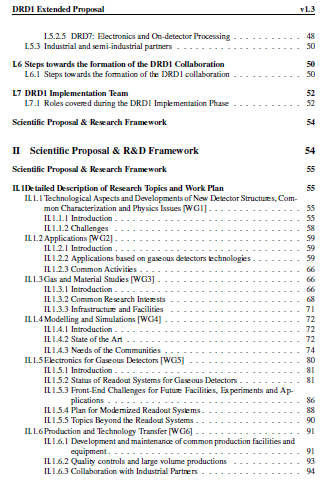 DRD1 Extended Proposal v1.3
I.5.2.5 DRD7: Electronics and On-detector Processing . . . . . . . . . . . . . 48
I.5.3 Industrial and semi-industrial partners . . . . . . . . . . . . . . . . . . . 50
I.6 Steps towards the formation of the DRD1 Collaboration 50
I.6.1 Steps towards the formation of the DRD1 collaboration . . . . . . . . . . . 50
I.7 DRD1 Implementation Team 52
I.7.1 Roles covered during the DRD1 Implementation Phase . . . . . . . . . . . 52
Scientific Proposal & Research Framework 54
II Scientific Proposal & R&D Framework 54
Scientific Proposal & Research Framework 55
II.1 Detailed Description of Research Topics and Work Plan 55
II.1.1 Technological Aspects and Developments of New Detector Structures, Com-
mon Characterization and Physics Issues [WG1] . . . . . . . . . . . . . . . 55
II.1.1.1 Introduction . . . . . . . . . . . . . . . . . . . . . . . . . . . . 55
II.1.1.2 Challenges . . . . . . . . . . . . . . . . . . . . . . . . . . . . . 58
II.1.2 Applications [WG2] . . . . . . . . . . . . . . . . . . . . . . . . . . . . 59
II.1.2.1 Introduction . . . . . . . . . . . . . . . . . . . . . . . . . . . . 59
II.1.2.2 Applications based on gaseous detectors technologies . . . . . . . . 59
II.1.2.3 Common Activities . . . . . . . . . . . . . . . . . . . . . . . . . 66
II.1.3 Gas and Material Studies [WG3] . . . . . . . . . . . . . . . . . . . . . . 66
II.1.3.1 Introduction . . . . . . . . . . . . . . . . . . . . . . . . . . . . 66
II.1.3.2 Common Research Interests . . . . . . . . . . . . . . . . . . . . . 68
II.1.3.3 Infrastructure and Facilities . . . . . . . . . . . . . . . . . . . . 71
II.1.4 Modelling and Simulations [WG4] . . . . . . . . . . . . . . . . . . . . . 72
II.1.4.1 Introduction . . . . . . . . . . . . . . . . . . . . . . . . . . . . 72
II.1.4.2 State of the Art . . . . . . . . . . . . . . . . . . . . . . . . . . 72
II.1.4.3 Needs of the Communities . . . . . . . . . . . . . . . . . . . . . . 74
II.1.5 Electronics for Gaseous Detectors [WG5] . . . . . . . . . . . . . . . . . . 80
II.1.5.1 Introduction . . . . . . . . . . . . . . . . . . . . . . . . . . . . 81
II.1.5.2 Status of Readout Systems for Gaseous Detectors . . . . . . . . . . 81
II.1.5.3 Front-End Challenges for Future Facilities, Experiments and Ap-
plications . . . . . . . . . . . . . . . . . . . . . . . . . . . . . . 86
II.1.5.4 Plan for Modernized Readout Systems . . . . . . . . . . . . . . . . 88
II.1.5.5 Topics Beyond the Readout Systems . . . . . . . . . . . . . . . . . 90
II.1.6 Production and Technology Transfer [WG6] . . . . . . . . . . . . . . . . . 91
II.1.6.1 Development and maintenance of common production facilities and
equipment . . . . . . . . . . . . . . . . . . . . . . . . . . . . . . 91
II.1.6.2 Quality controls and large volume productions . . . . . . . . . . . 93
II.1.6.3 Collaboration with Industrial Partners . . . . . . . . . . . . . . . 94